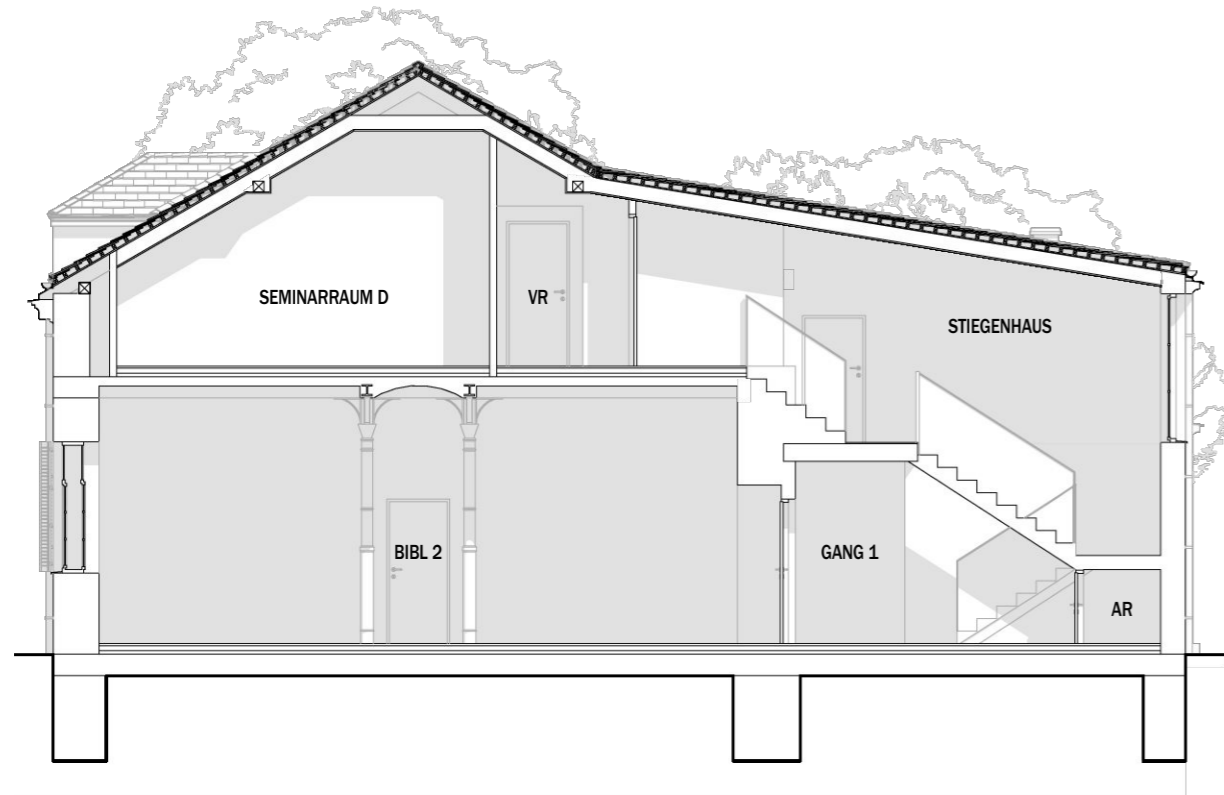 SEMINARRAUM D
VR
STIEGENHAUS
BIBL 2
GANG 1
AR